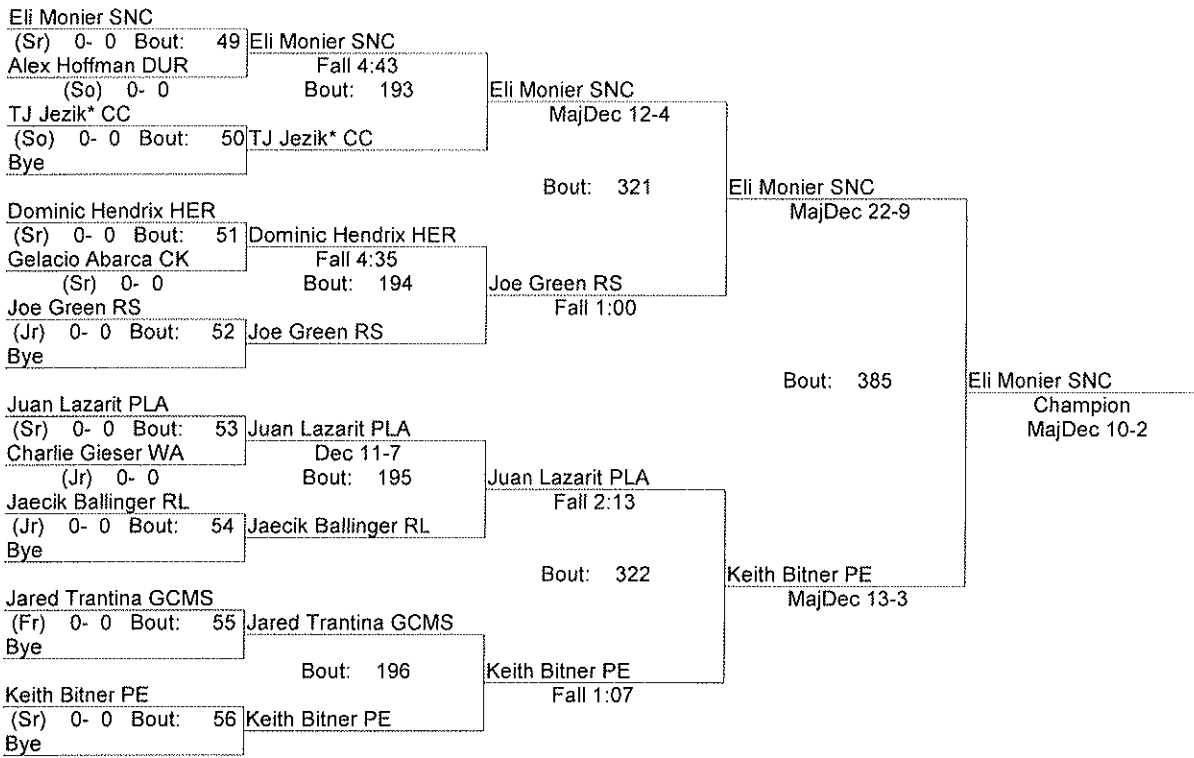 Eli Monier SNC
(Sr) 0- 0 Bout: 49
Alex Hoffman DUR
(So) 0- 0
TJ Jezik* CC
(So) 0- 0 Bout: 50
Bye
Dominic Hendrix HER
(Sr) 0- 0 Bout: 51
Gelacio Abarca CK
(Sr) 0- 0
Joe Green RS
(Jr) 0- 0 Bout: 52
Bye
Juan Lazarit PLA
(Sr) 0- 0 Bout: 53
Charlie Gieser WA
(Jr) 0- 0
Jaecik Ballinger RL
(Jr) 0- 0 Bout: 54
Bye
Jared Trantina GCMS
(Fr) 0- 0 Bout: 55
Bye
Keith Bitner PE
(Sr) 0- 0 Bout: 56
Bye
Eli Monier SNC
Fall 4:43
Bout: 193
TJ Jezik* CC
Dominic Hendrix HER
Fall 4:35
Bout: 194
Joe Green RS
Juan Lazarit PLA
Dec 11-7
Bout: 195
Jaecik Ballinger RL
Jared Trantina GCMS
Bout: 196
Keith Bitner PE
Eli Monier SNC
MajDec 12-4
Bout: 321
Joe Green RS
Fall 1:00
Juan Lazarit PLA
Fall 2:13
Bout: 322
Keith Bitner PE
Fall 1:07
Eli Monier SNC
MajDec 22-9
Bout: 385
Keith Bitner PE
MajDec 13-3
Eli Monier SNC
Champion
MajDec 10-2